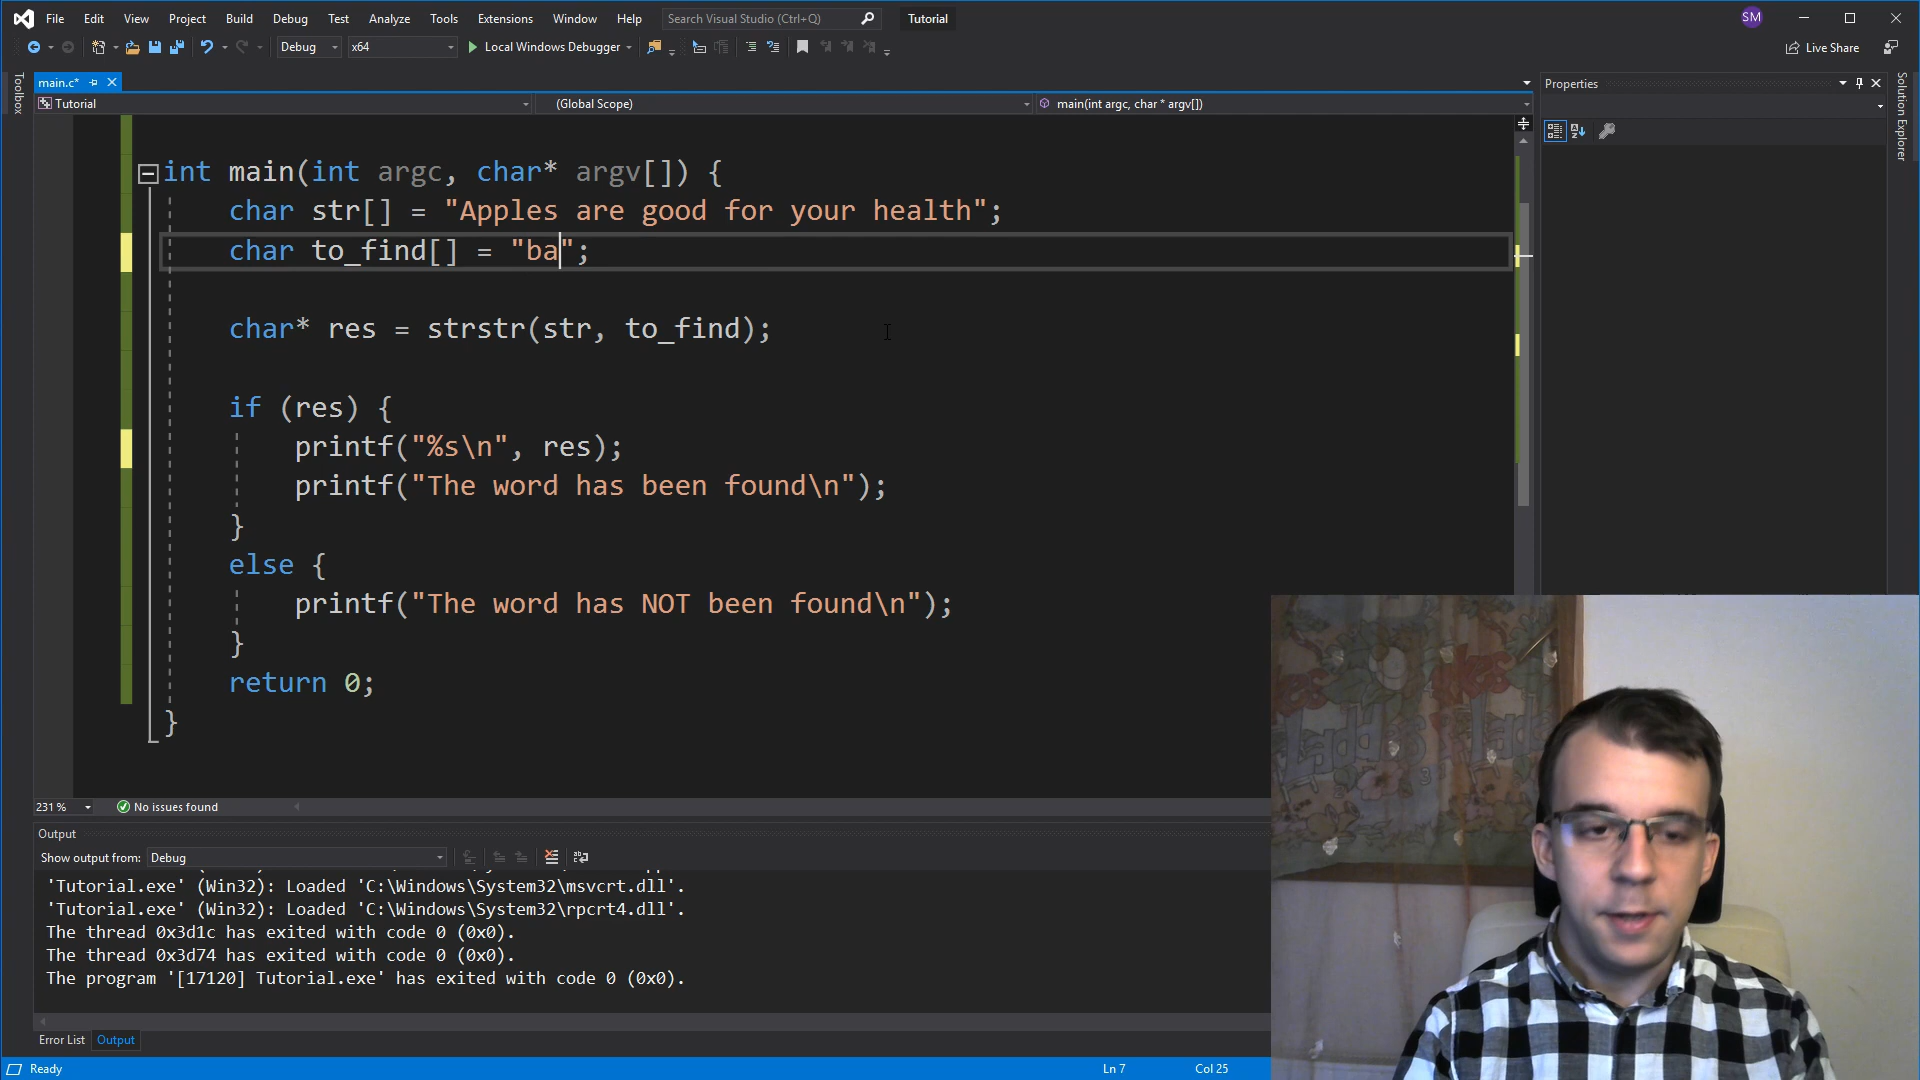 File Edit View Project Build Debug Test Analyze Tools Extensions Window Help Search Visual Studio (Ctrl+Q) Tutorial SM
Debug x64 Local Windows Debugger Live Share
Toolbox
main.c*
Tutorial (Global Scope) main(int argc, char * argv[])
int main(int argc, char* argv[]) {
char str[] = "Apples are good for your health";
char to_find[] = "ba";
char* res = strstr(str, to_find);
if (res) {
printf("%s\n", res);
printf("The word has been found\n");
}
else {
printf("The word has NOT been found\n");
}
return 0;
}
231 % No issues found
Properties
Solution Explorer
Output
Show output from: Debug
'Tutorial.exe' (Win32): Loaded 'C:\Windows\System32\msvcrt.dll'.
'Tutorial.exe' (Win32): Loaded 'C:\Windows\System32\rpcrt4.dll'.
The thread 0x3d1c has exited with code 0 (0x0).
The thread 0x3d74 has exited with code 0 (0x0).
The program '[17120] Tutorial.exe' has exited with code 0 (0x0).
Error List Output
Ready Ln 7 Col 25